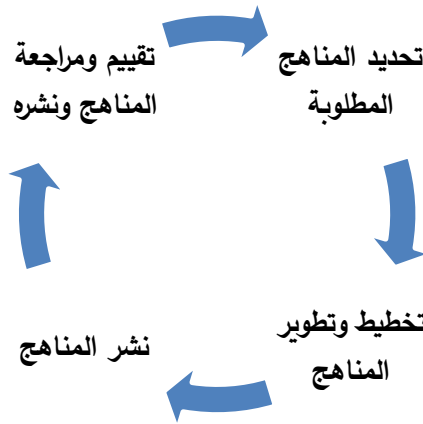 تحديد المناهج
المطلوبة
تخطيط وتطوير
المناهج
نشر المناهج
تقييم ومراجعة
المناهج ونشره